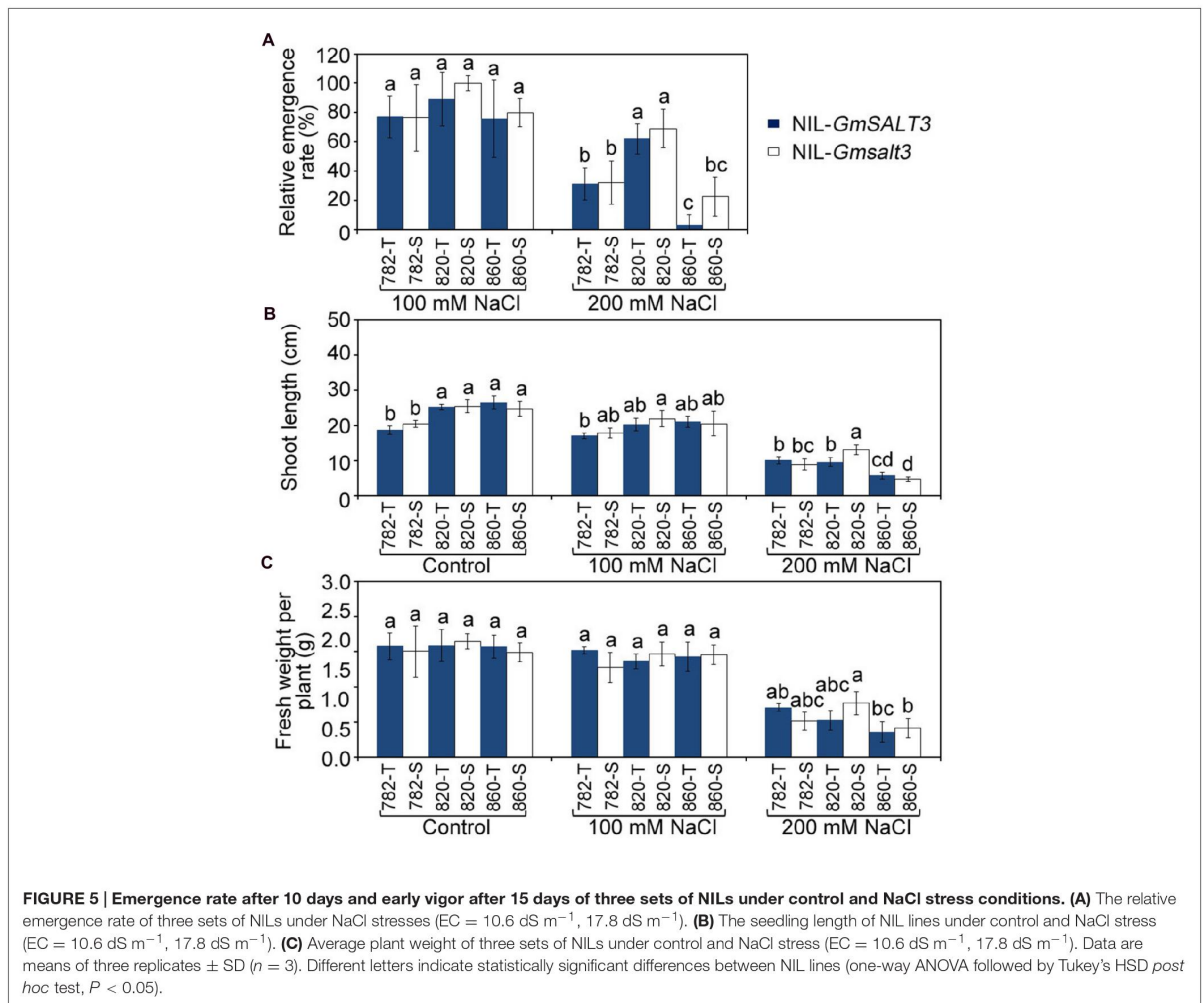 A
Relative emergence
rate (%)
120
100
80
60
40
20
0
a a a a a a
b b a a c bc
782-T 782-S 820-T 820-S 860-T 860-S
782-T 782-S 820-T 820-S 860-T 860-S
100 mM NaCl 200 mM NaCl
NIL-GmSALT3
NIL-Gmsalt3
B
Shoot length (cm)
50
40
30
20
10
0
b b a a a a
b ab ab a ab ab
b bc b a cd d
782-T 782-S 820-T 820-S 860-T 860-S
782-T 782-S 820-T 820-S 860-T 860-S
782-T 782-S 820-T 820-S 860-T 860-S
Control 100 mM NaCl 200 mM NaCl
C
Fresh weight per
plant (g)
3.0
2.5
2.0
1.5
1.0
0.5
0.0
a a a a a a
a a a a a a
ab abc abc a bc b
782-T 782-S 820-T 820-S 860-T 860-S
782-T 782-S 820-T 820-S 860-T 860-S
782-T 782-S 820-T 820-S 860-T 860-S
Control 100 mM NaCl 200 mM NaCl
FIGURE 5 | Emergence rate after 10 days and early vigor after 15 days of three sets of NILs under control and NaCl stress conditions. (A) The relative
emergence rate of three sets of NILs under NaCl stresses (EC = 10.6 dS m⁻¹, 17.8 dS m⁻¹). (B) The seedling length of NIL lines under control and NaCl stress
(EC = 10.6 dS m⁻¹, 17.8 dS m⁻¹). (C) Average plant weight of three sets of NILs under control and NaCl stress (EC = 10.6 dS m⁻¹, 17.8 dS m⁻¹). Data are
means of three replicates ± SD (n = 3). Different letters indicate statistically significant differences between NIL lines (one-way ANOVA followed by Tukey's HSD post
hoc test, P < 0.05).